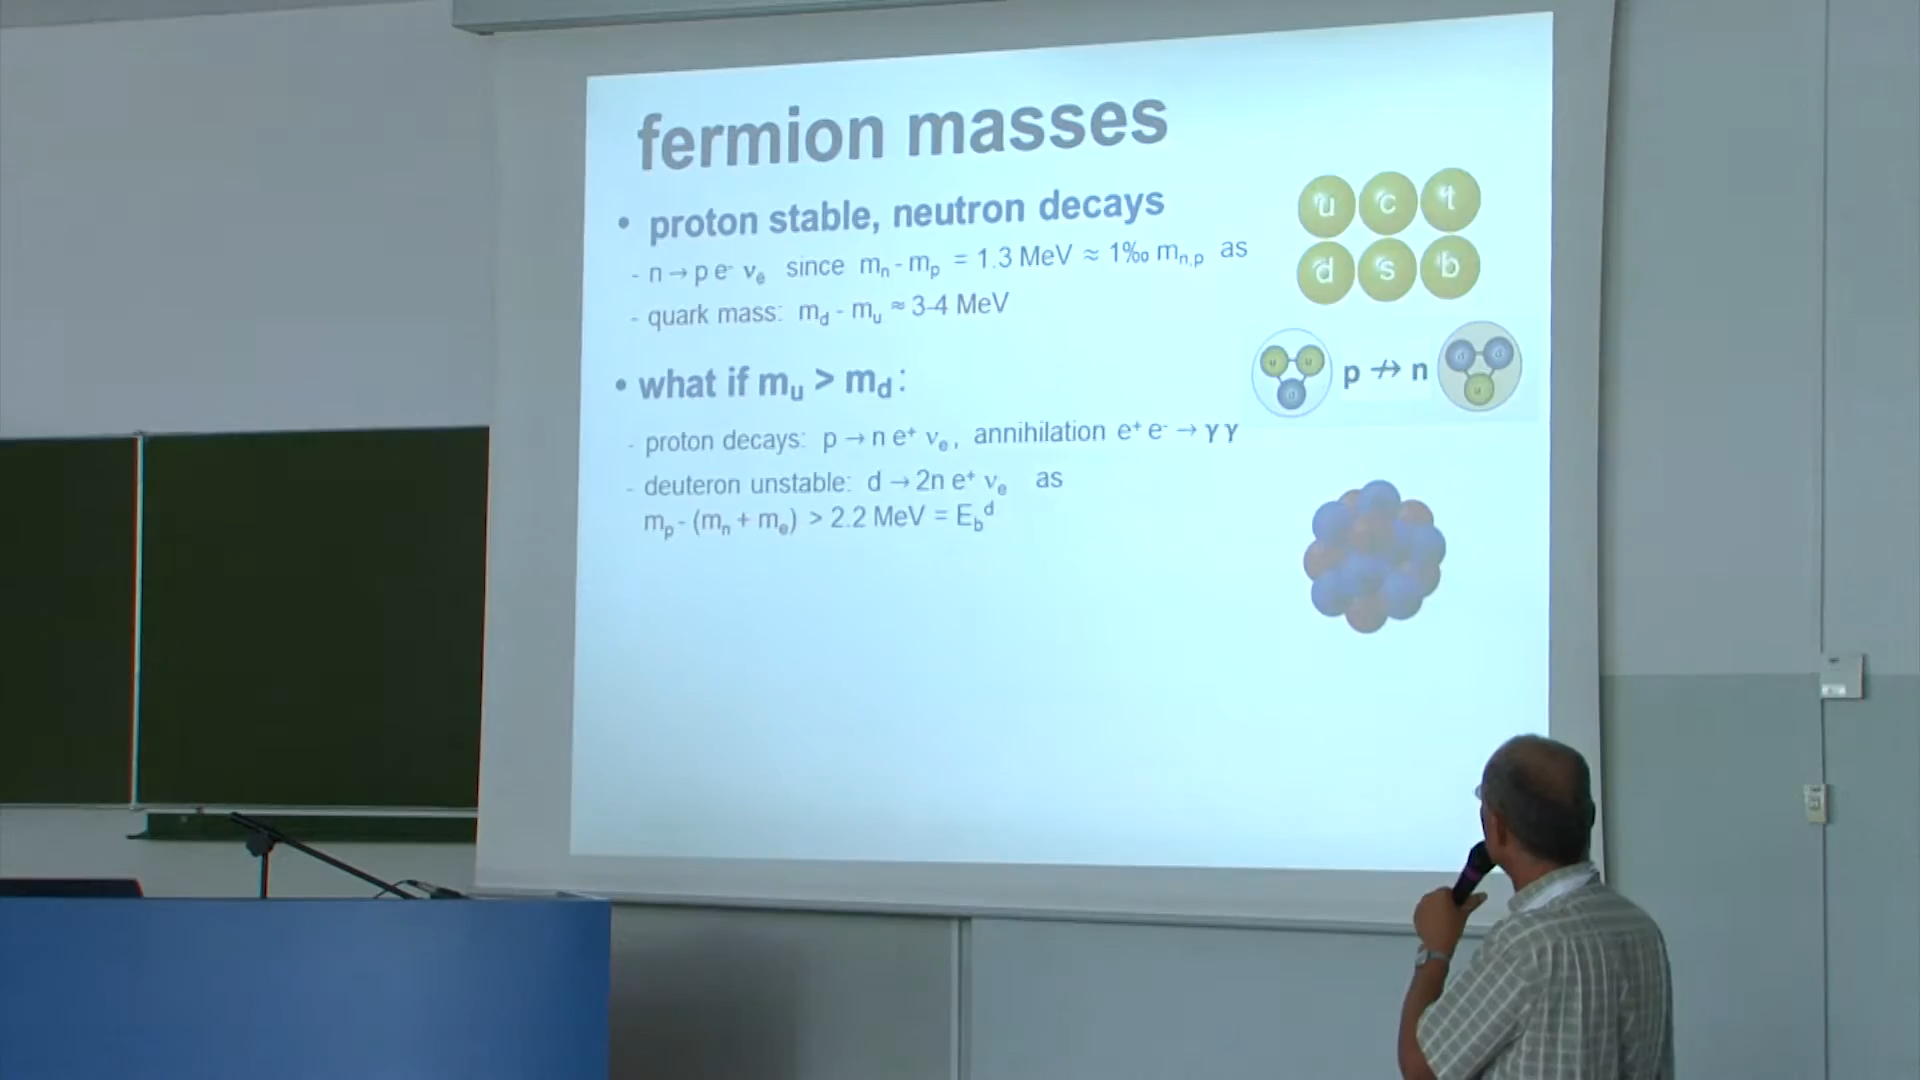 fermion masses
• proton stable, neutron decays
- n → p e⁻ νₑ since mₙ - mₚ = 1.3 MeV ≈ 1‰ mₙ,ₚ as
- quark mass: m_d - mᵤ ≈ 3-4 MeV
• what if mᵤ > m_d :
- proton decays: p → n e⁺ νₑ, annihilation e⁺ e⁻ → γ γ
- deuteron unstable: d → 2n e⁺ νₑ as
mₚ - (mₙ + mₑ) > 2.2 MeV = E_b^d
u c t
d s b
u u d p ↛ n d d u